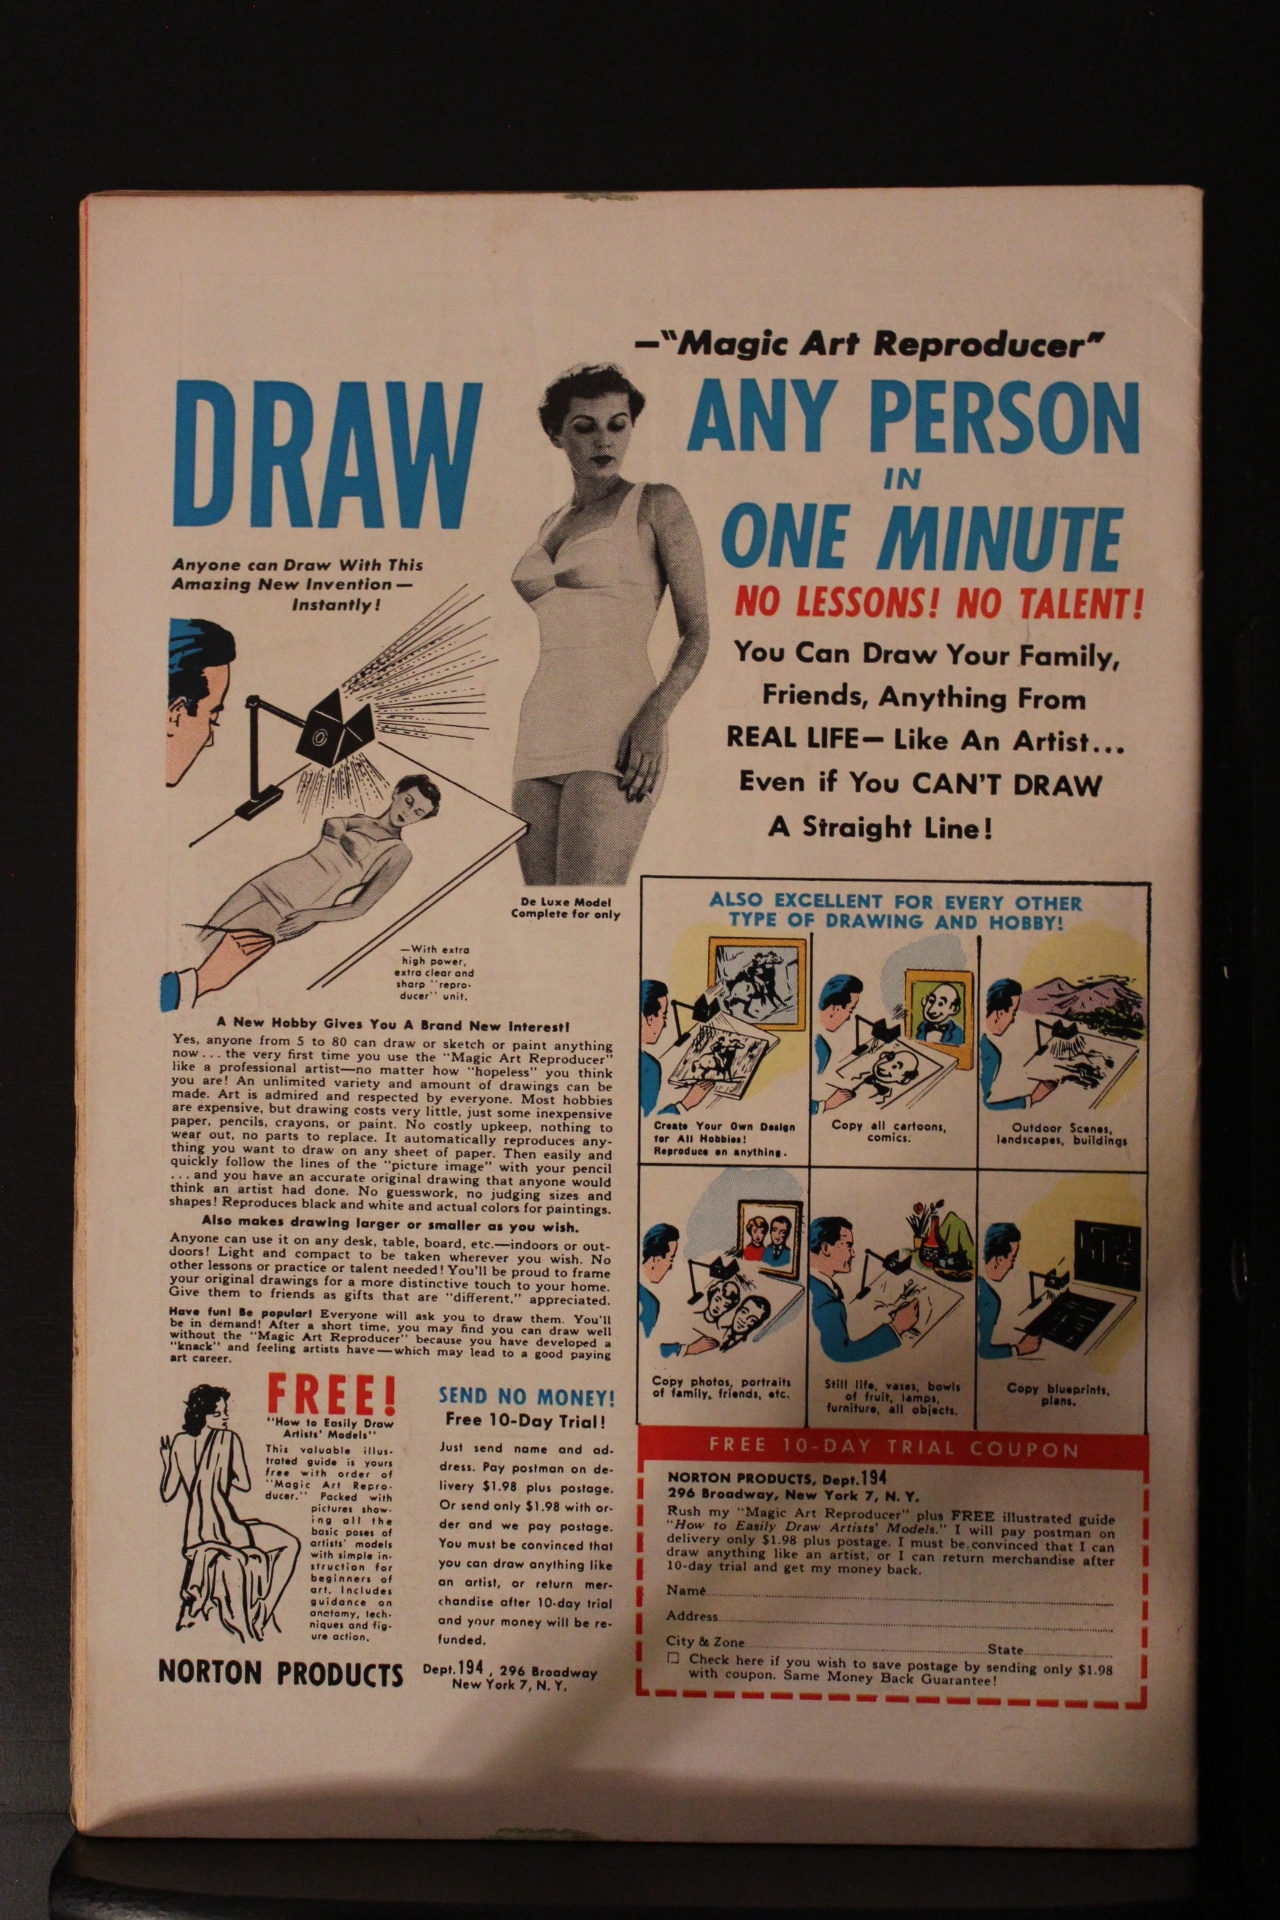 —"Magic Art Reproducer"
DRAW
ANY PERSON
IN
ONE MINUTE
NO LESSONS! NO TALENT!
Anyone can Draw With This
Amazing New Invention—
Instantly!
You Can Draw Your Family,
Friends, Anything From
REAL LIFE— Like An Artist...
Even if You CAN'T DRAW
A Straight Line!
De Luxe Model
Complete for only
—With extra
high power,
extra clear and
sharp "repro-
ducer" unit.
A New Hobby Gives You A Brand New Interest!
Yes, anyone from 5 to 80 can draw or sketch or paint anything
now . . . the very first time you use the "Magic Art Reproducer"
like a professional artist—no matter how "hopeless" you think
you are! An unlimited variety and amount of drawings can be
made. Art is admired and respected by everyone. Most hobbies
are expensive, but drawing costs very little, just some inexpensive
paper, pencils, crayons, or paint. No costly upkeep, nothing to
wear out, no parts to replace. It automatically reproduces any-
thing you want to draw on any sheet of paper. Then easily and
quickly follow the lines of the "picture image" with your pencil
. . . and you have an accurate original drawing that anyone would
think an artist had done. No guesswork, no judging sizes and
shapes! Reproduces black and white and actual colors for paintings.
Also makes drawing larger or smaller as you wish.
Anyone can use it on any desk, table, board, etc.—indoors or out-
doors! Light and compact to be taken wherever you wish. No
other lessons or practice or talent needed! You'll be proud to frame
your original drawings for a more distinctive touch to your home.
Give them to friends as gifts that are "different," appreciated.
Have fun! Be popular! Everyone will ask you to draw them. You'll
be in demand! After a short time, you may find you can draw well
without the "Magic Art Reproducer" because you have developed a
"knack" and feeling artists have—which may lead to a good paying
art career.
FREE!
"How to Easily Draw
Artists' Models"
This valuable illus-
trated guide is yours
free with order of
"Magic Art Repro-
ducer." Packed with
pictures show-
ing all the
basic poses of
artists' models
with simple in-
struction for
beginners of
art. Includes
guidance on
anatomy, tech-
niques and fig-
ure action.
SEND NO MONEY!
Free 10-Day Trial!
Just send name and ad-
dress. Pay postman on de-
livery $1.98 plus postage.
Or send only $1.98 with or-
der and we pay postage.
You must be convinced that
you can draw anything like
an artist, or return mer-
chandise after 10-day trial
and your money will be re-
funded.
NORTON PRODUCTS Dept. 194 , 296 Broadway
New York 7, N. Y.
ALSO EXCELLENT FOR EVERY OTHER
TYPE OF DRAWING AND HOBBY!
Create Your Own Design
for All Hobbies!
Reproduce on anything.
Copy all cartoons,
comics.
Outdoor Scenes,
landscapes, buildings
Copy photos, portraits
of family, friends, etc.
Still life, vases, bowls
of fruit, lamps,
furniture, all objects.
Copy blueprints,
plans.
FREE 10-DAY TRIAL COUPON
NORTON PRODUCTS, Dept. 194
296 Broadway, New York 7, N. Y.
Rush my "Magic Art Reproducer" plus FREE illustrated guide
"How to Easily Draw Artists' Models." I will pay postman on
delivery only $1.98 plus postage. I must be convinced that I can
draw anything like an artist, or I can return merchandise after
10-day trial and get my money back.
Name
Address
City & Zone State
☐ Check here if you wish to save postage by sending only $1.98
with coupon. Same Money Back Guarantee!